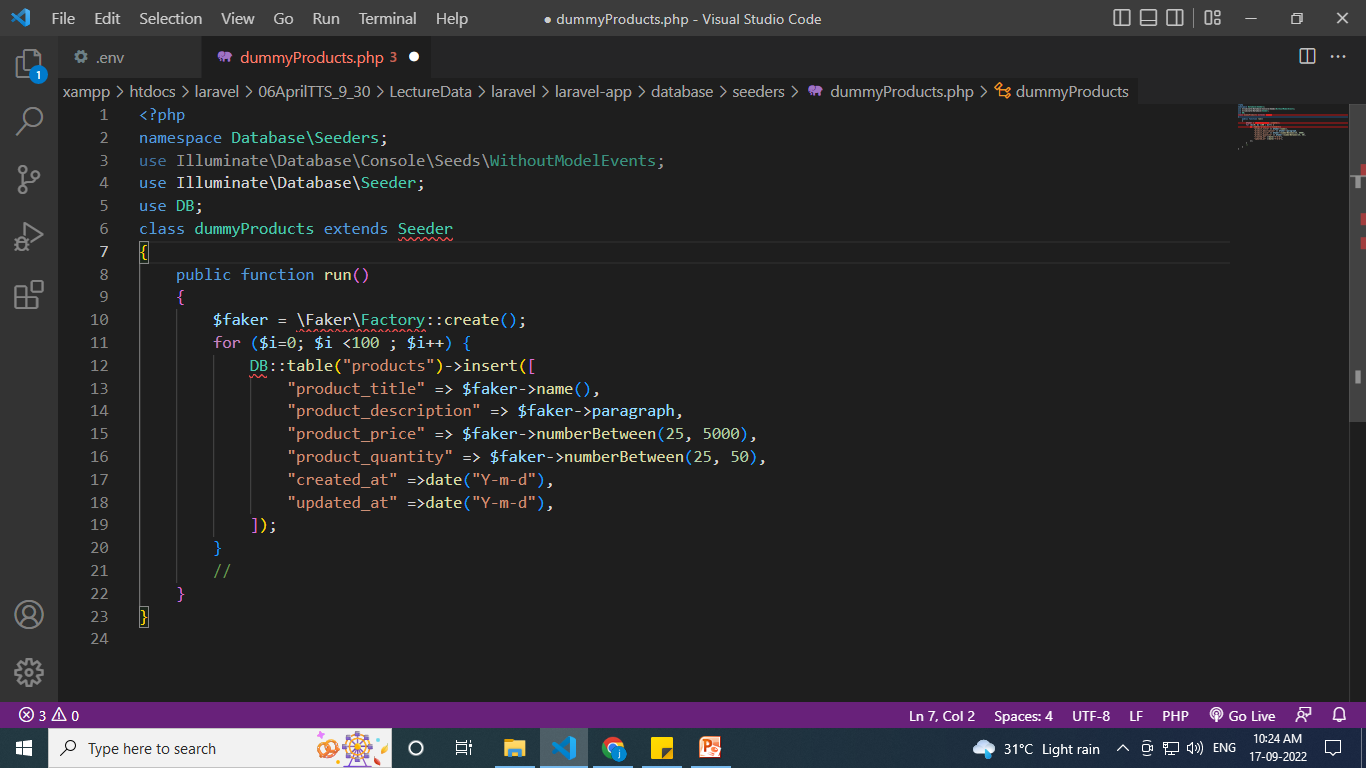 File Edit Selection View Go Run Terminal Help ● dummyProducts.php - Visual Studio Code
.env dummyProducts.php 3
1
xampp > htdocs > laravel > 06AprilTTS_9_30 > LectureData > laravel > laravel-app > database > seeders > dummyProducts.php > dummyProducts
1 <?php
2 namespace Database\Seeders;
3 use Illuminate\Database\Console\Seeds\WithoutModelEvents;
4 use Illuminate\Database\Seeder;
5 use DB;
6 class dummyProducts extends Seeder
7 {
8     public function run()
9     {
10         $faker = \Faker\Factory::create();
11         for ($i=0; $i <100 ; $i++) {
12             DB::table("products")->insert([
13                 "product_title" => $faker->name(),
14                 "product_description" => $faker->paragraph,
15                 "product_price" => $faker->numberBetween(25, 5000),
16                 "product_quantity" => $faker->numberBetween(25, 50),
17                 "created_at" =>date("Y-m-d"),
18                 "updated_at" =>date("Y-m-d"),
19             ]);
20         }
21         //
22     }
23 }
24
3 0 Ln 7, Col 2 Spaces: 4 UTF-8 LF PHP Go Live
Type here to search 31°C Light rain ENG 10:24 AM
17-09-2022